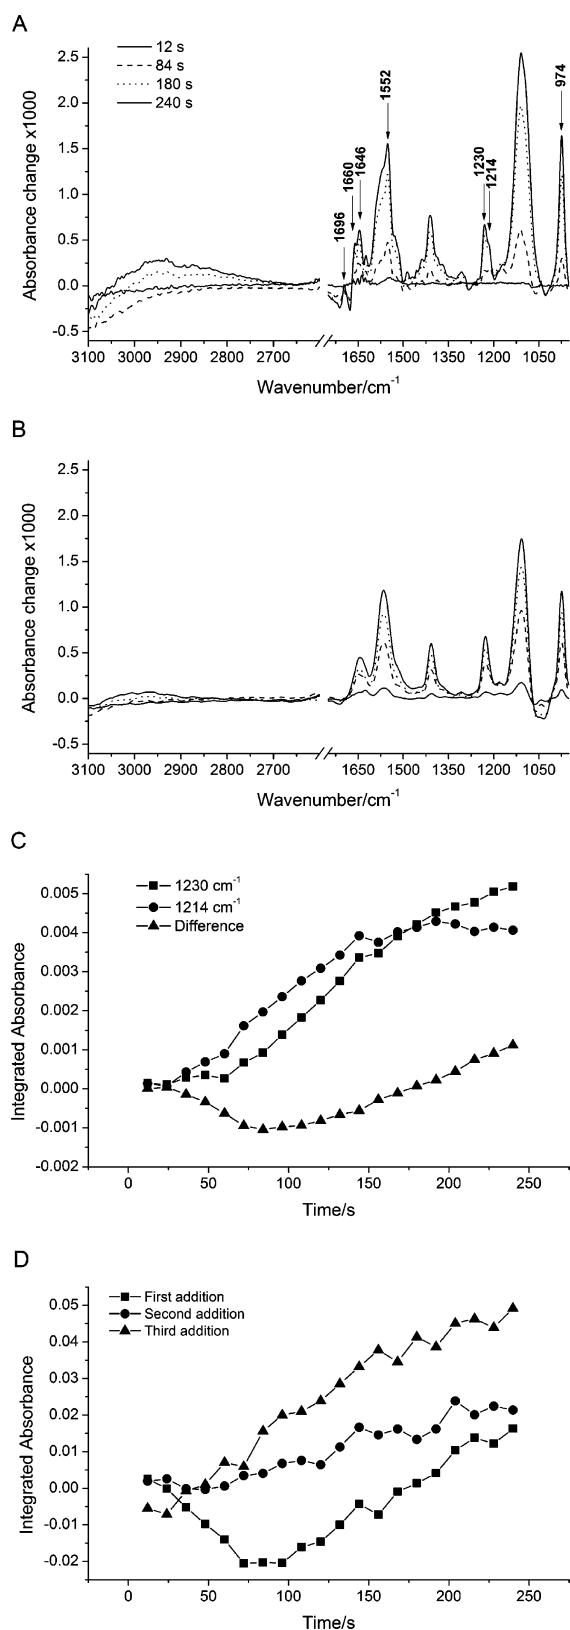 A
12 s
84 s
180 s
240 s
1696
1660
1646
1552
1230
1214
974
Absorbance change x1000
2.5
2.0
1.5
1.0
0.5
0.0
-0.5
3100 3000 2900 2700 1650 1500 1200 1050
Wavenumber/cm⁻¹
B
Absorbance change x1000
2.5
2.0
1.5
1.0
0.5
0.0
-0.5
3100 3000 2900 2700 1650 1500 1200 1050
Wavenumber/cm⁻¹
C
1230 cm⁻¹
1214 cm⁻¹
Difference
Integrated Absorbance
0.005
0.004
0.003
0.002
0.001
0.000
-0.001
-0.002
0 50 100 150 200 250
Time/s
D
First addition
Second addition
Third addition
Integrated Absorbance
0.05
0.04
0.03
0.02
0.01
0.00
-0.01
-0.02
0 50 100 150 200 250
Time/s